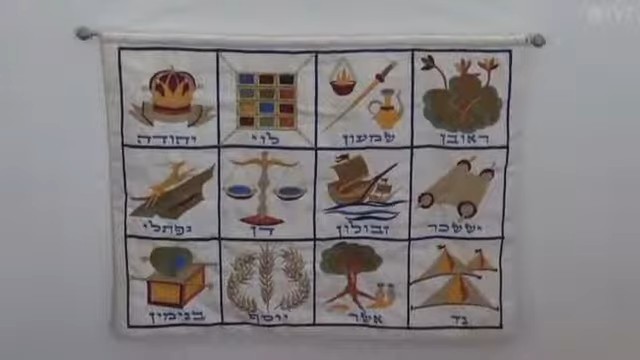 ראובן
שמעון
לוי
יהודה
יששכר
זבולון
דן
נפתלי
גד
אשר
יוסף
בנימין